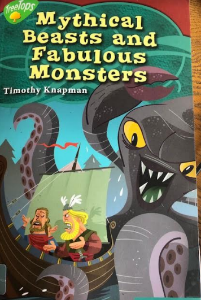 TreeTops
Mythical
Beasts and
Fabulous
Monsters
Timothy Knapman